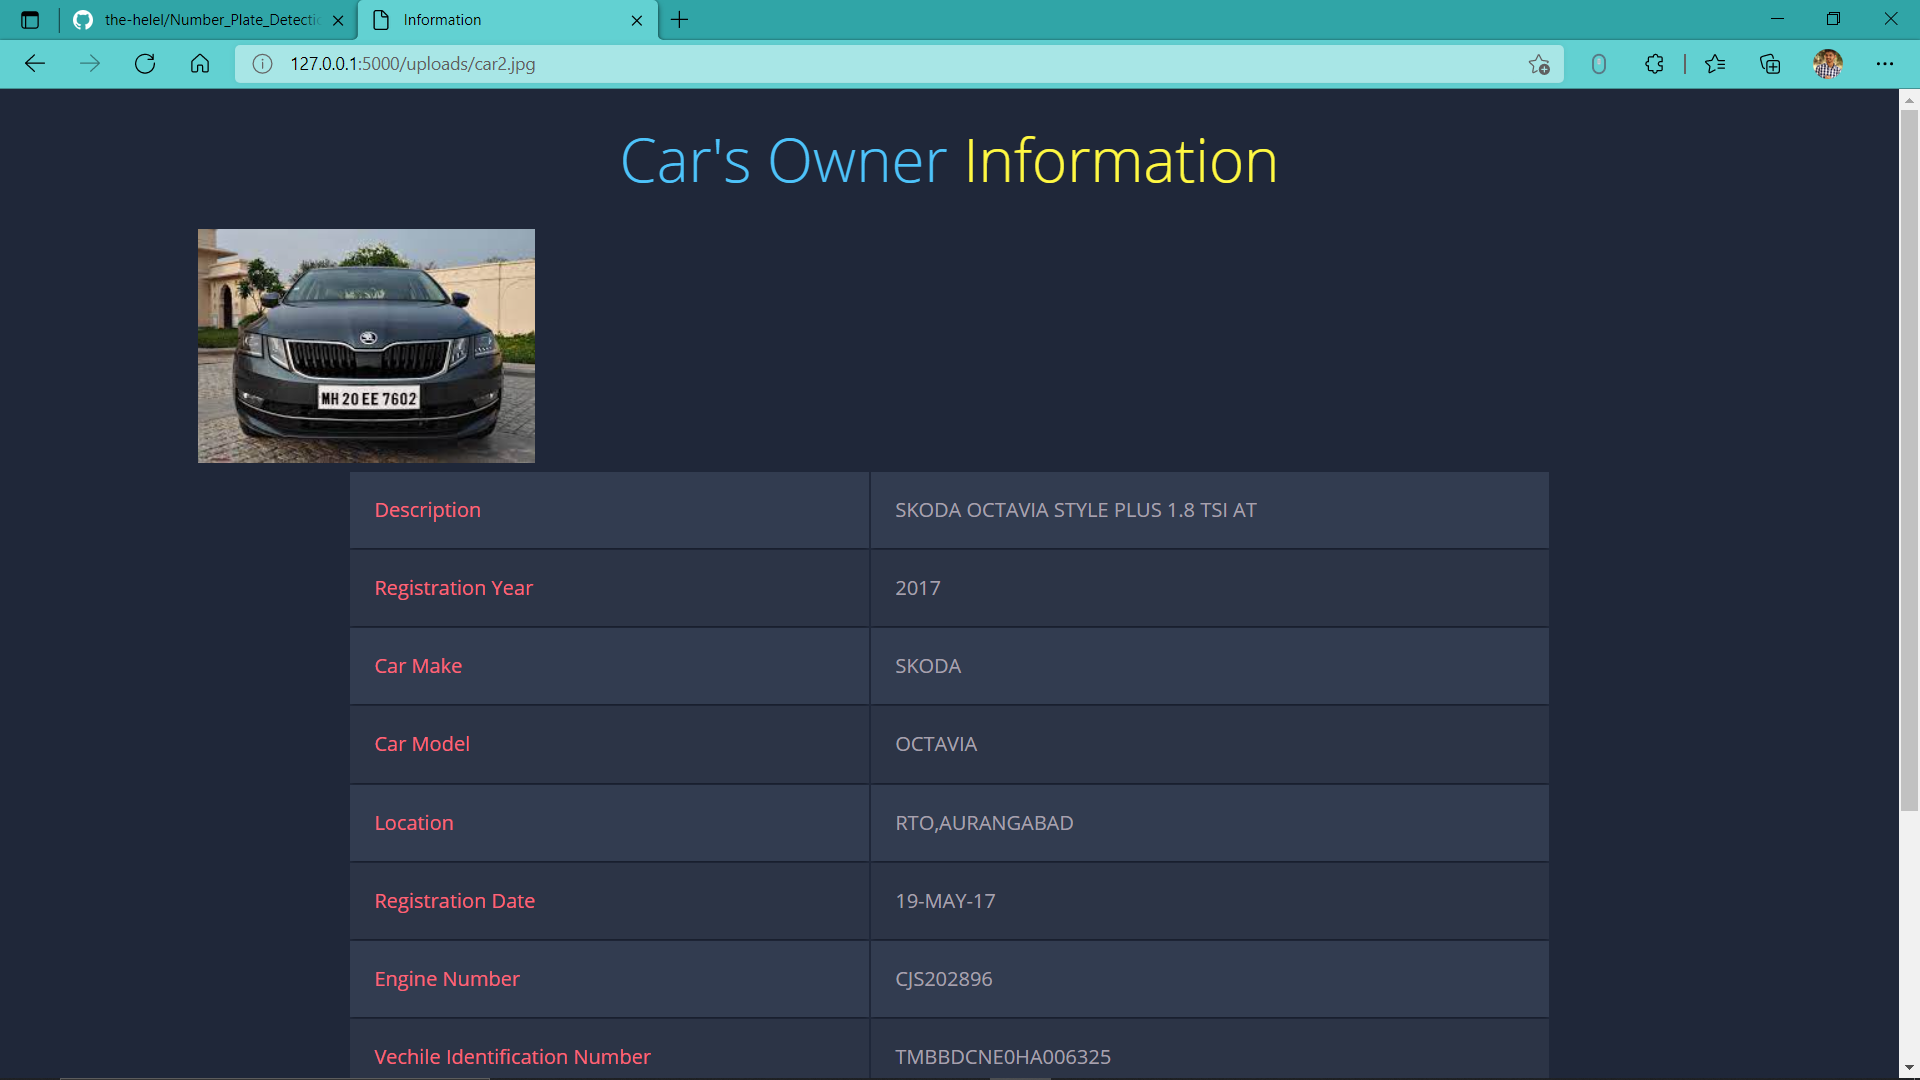 the-helel/Number_Plate_Detectic
Information
127.0.0.1:5000/uploads/car2.jpg
Car's Owner Information
MH 20 EE 7602
Description SKODA OCTAVIA STYLE PLUS 1.8 TSI AT
Registration Year 2017
Car Make SKODA
Car Model OCTAVIA
Location RTO,AURANGABAD
Registration Date 19-MAY-17
Engine Number CJS202896
Vechile Identification Number TMBBDCNE0HA006325